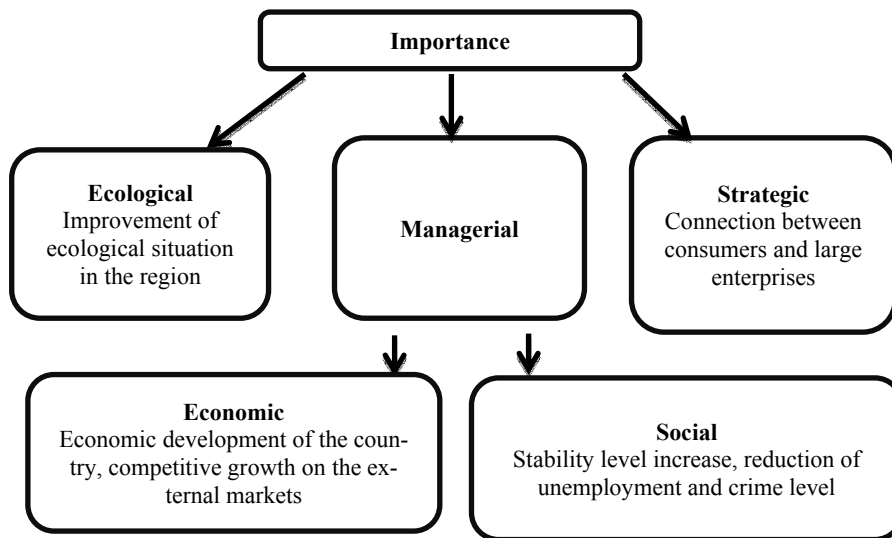 Importance
Ecological
Improvement of
ecological situation
in the region
Managerial
Strategic
Connection between
consumers and large
enterprises
Economic
Economic development of the coun-
try, competitive growth on the ex-
ternal markets
Social
Stability level increase, reduction of
unemployment and crime level